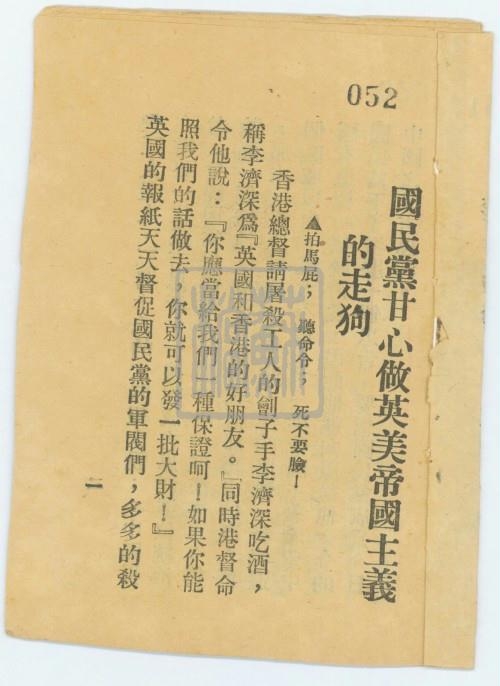 052
國民黨甘心做英美帝國主義
的走狗
▲拍馬屁； 聽命令； 死不要臉！
香港總督請屠殺工人的劊子手李濟深吃酒，
稱李濟深爲『英國和香港的好朋友。』同時港督命
令他說：『你應當給我們一種保證呵！如果你能
照我們的話做去，你就可以發一批大財！』
英國的報紙天天督促國民黨的軍閥們，多多的殺
二